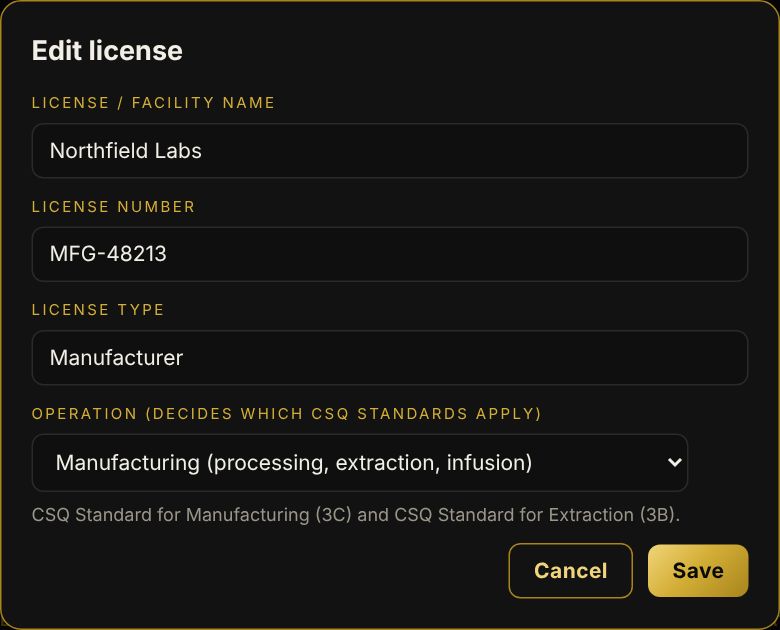 Edit license
LICENSE / FACILITY NAME
Northfield Labs
LICENSE NUMBER
MFG-48213
LICENSE TYPE
Manufacturer
OPERATION (DECIDES WHICH CSQ STANDARDS APPLY)
Manufacturing (processing, extraction, infusion)
CSQ Standard for Manufacturing (3C) and CSQ Standard for Extraction (3B).
Cancel Save